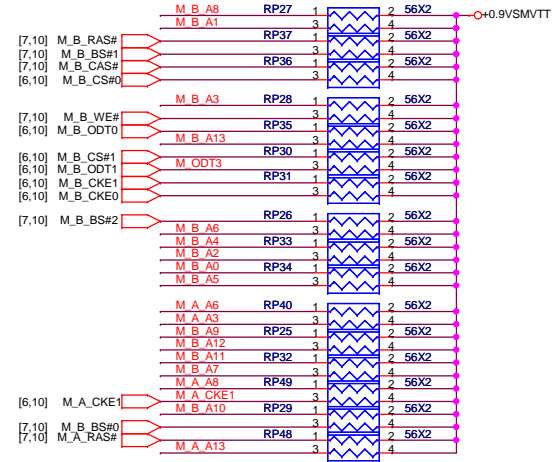 M_B_A8 RP27 1 2 56X2 +0.9VSMVTT
M_B_A1 3 4
[7,10] M_B_RAS# RP37 1 2 56X2
[7,10] M_B_BS#1 3 4
[7,10] M_B_CAS# RP36 1 2 56X2
[6,10] M_B_CS#0 3 4
M_B_A3 RP28 1 2 56X2
[7,10] M_B_WE# 3 4
[6,10] M_B_ODT0 RP35 1 2 56X2
M_B_A13 3 4
[6,10] M_B_CS#1 RP30 1 2 56X2
[6,10] M_B_ODT1 M_ODT3 3 4
[6,10] M_B_CKE1 RP31 1 2 56X2
[6,10] M_B_CKE0 3 4
[7,10] M_B_BS#2 RP26 1 2 56X2
M_B_A6 3 4
M_B_A4 RP33 1 2 56X2
M_B_A2 3 4
M_B_A0 RP34 1 2 56X2
M_B_A5 3 4
M_A_A6 RP40 1 2 56X2
M_A_A3 3 4
M_B_A9 RP25 1 2 56X2
M_B_A12 3 4
M_B_A11 RP32 1 2 56X2
M_B_A7 3 4
M_A_A8 RP49 1 2 56X2
[6,10] M_A_CKE1 M_A_CKE1 3 4
M_B_A10 RP29 1 2 56X2
[7,10] M_B_BS#0 3 4
[7,10] M_A_RAS# RP48 1 2 56X2
M_A_A13 3 4